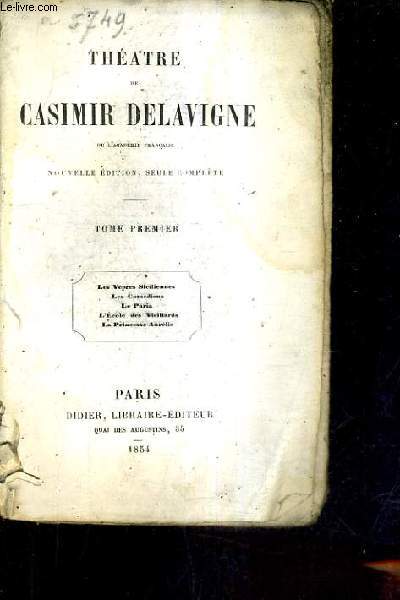 Livre-rare-book.com
5749
THÉATRE
DE
CASIMIR DELAVIGNE
DE L'ACADÉMIE FRANÇAISE
NOUVELLE ÉDITION, SEULE COMPLÈTE
TOME PREMIER
Les Vêpres Siciliennes
Les Comédiens
Le Paria
L'École des Vieillards
La Princesse Aurélie
PARIS
DIDIER, LIBRAIRE-ÉDITEUR
QUAI DES AUGUSTINS, 35
1854